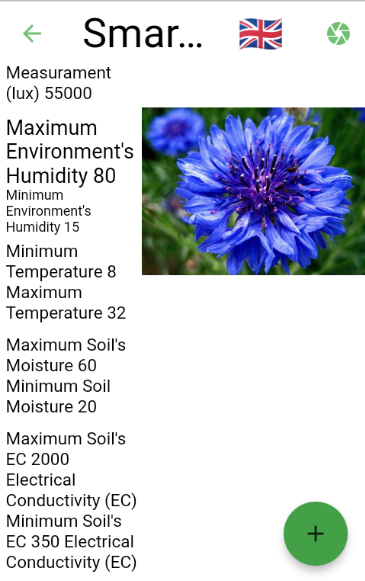 Smar...
Measurament
(lux) 55000
Maximum
Environment's
Humidity 80
Minimum
Environment's
Humidity 15
Minimum
Temperature 8
Maximum
Temperature 32
Maximum Soil's
Moisture 60
Minimum Soil
Moisture 20
Maximum Soil's
EC 2000
Electrical
Conductivity (EC)
Minimum Soil's
EC 350 Electrical
Conductivity (EC)